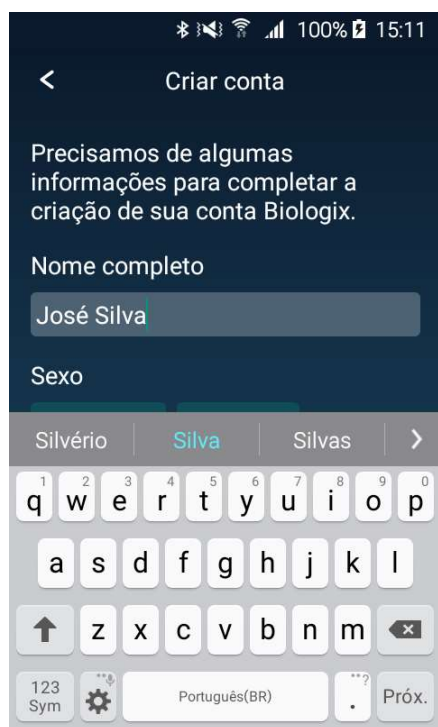 100% 15:11
< Criar conta
Precisamos de algumas
informações para completar a
criação de sua conta Biologix.
Nome completo
José Silva
Sexo
Silvério Silva Silvas >
1 2 3 4 5 6 7 8 9 0
q w e r t y u i o p
a s d f g h j k l
z x c v b n m
123
Sym
Português(BR)
. ?
Próx.